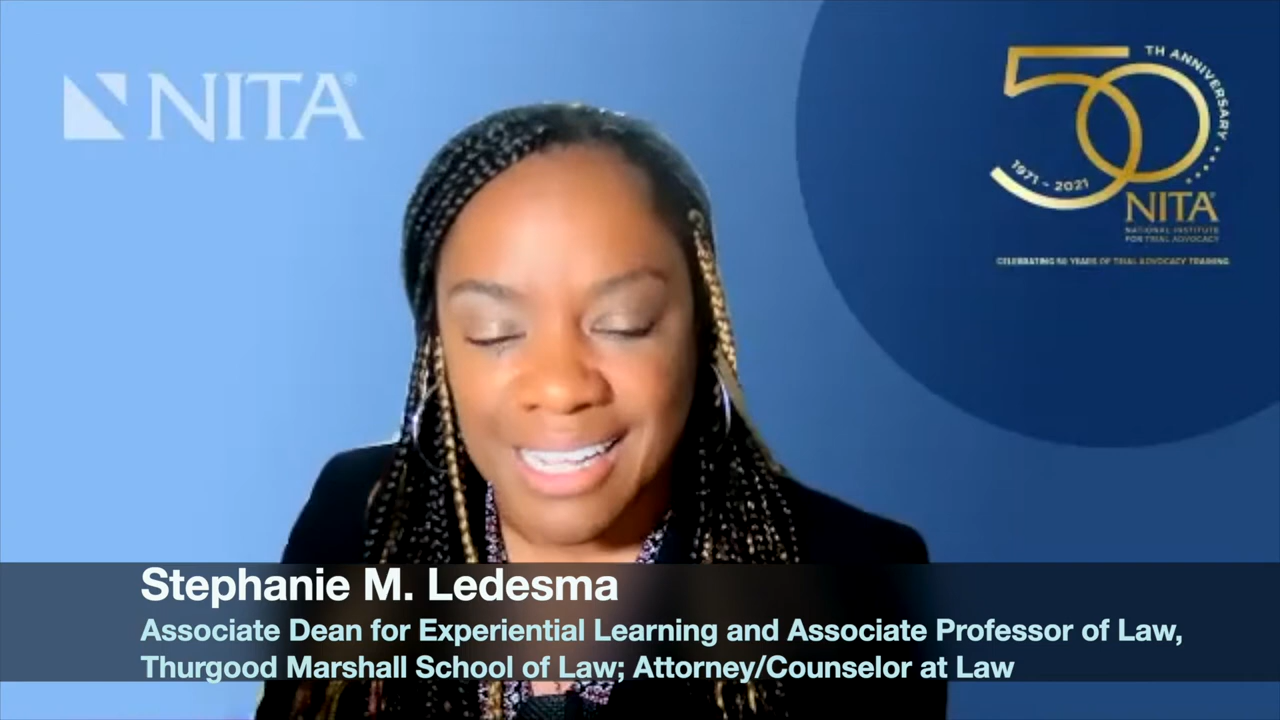 NITA®
50
TH ANNIVERSARY
1971 - 2021
NITA®
NATIONAL INSTITUTE
FOR TRIAL ADVOCACY
CELEBRATING 50 YEARS OF TRIAL ADVOCACY TRAINING
Stephanie M. Ledesma
Associate Dean for Experiential Learning and Associate Professor of Law,
Thurgood Marshall School of Law; Attorney/Counselor at Law